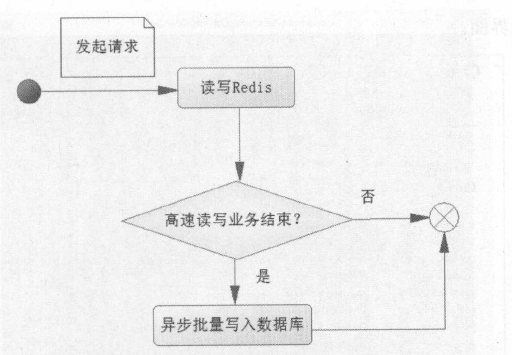 发起请求
读写Redis
高速读写业务结束？
否
是
异步批量写入数据库